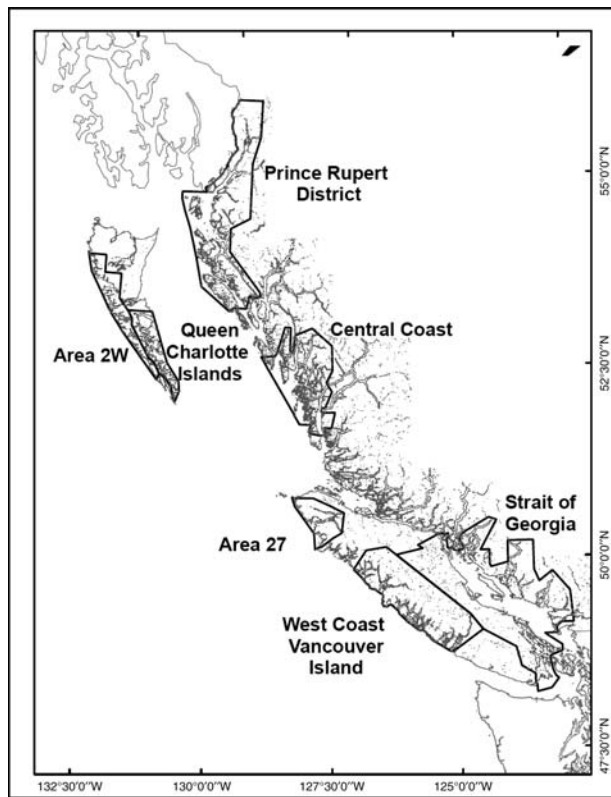 Prince Rupert
District
Queen
Charlotte
Islands
Central Coast
Area 2W
Strait of
Georgia
Area 27
West Coast
Vancouver
Island
55°0'0"N
52°30'0"N
50°0'0"N
47°30'0"N
132°30'0"W
130°0'0"W
127°30'0"W
125°0'0"W